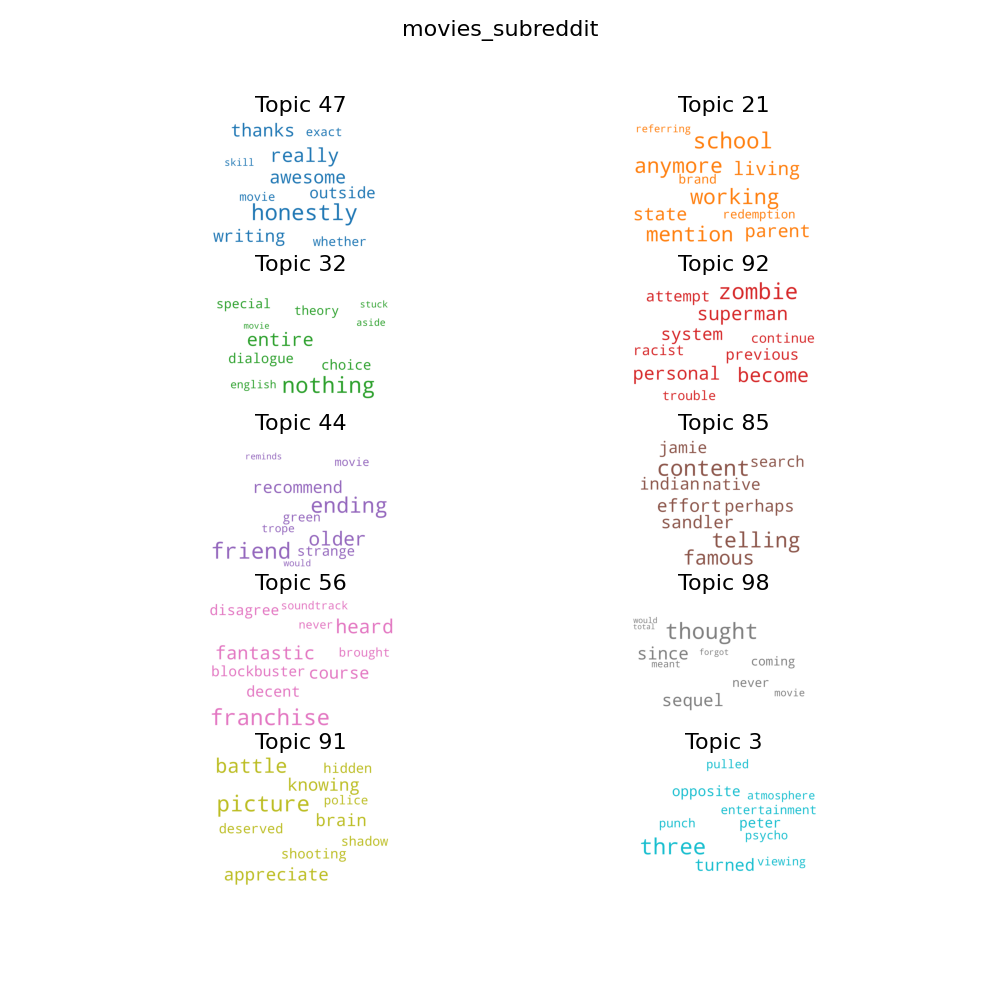 movies_subreddit
Topic 47
thanks exact
really
skill
awesome
movie outside
honestly
writing whether
Topic 21
referring
school
anymore living
brand
working
state redemption
mention parent
Topic 32
special theory stuck
movie aside
entire
dialogue choice
english nothing
Topic 92
attempt zombie
superman
system continue
racist previous
personal become
trouble
Topic 44
reminds movie
recommend
ending
green
trope older
friend strange
would
Topic 85
jamie
content search
indian native
effort perhaps
sandler
telling
famous
Topic 56
disagree soundtrack
never heard
fantastic brought
blockbuster course
decent
franchise
Topic 98
would
total thought
since forgot
meant coming
never
sequel movie
Topic 91
battle hidden
knowing
picture police
deserved brain
shadow
shooting
appreciate
Topic 3
pulled
opposite atmosphere
entertainment
punch peter
psycho
three
turned viewing